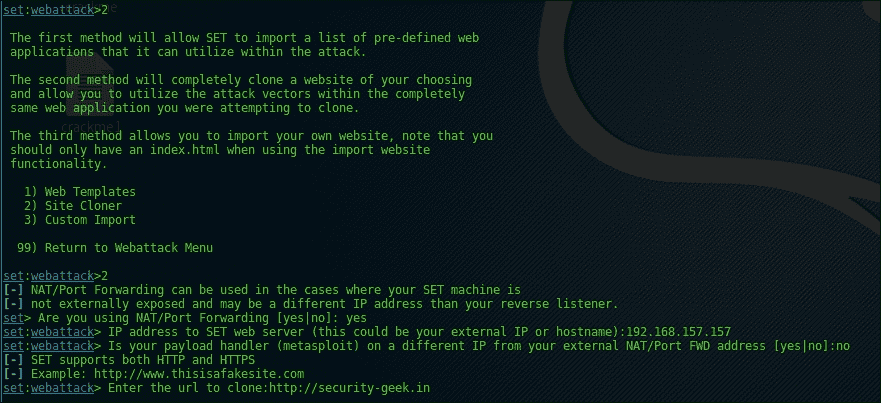 set:webattack>2
The first method will allow SET to import a list of pre-defined web
applications that it can utilize within the attack.
The second method will completely clone a website of your choosing
and allow you to utilize the attack vectors within the completely
same web application you were attempting to clone.
The third method allows you to import your own website, note that you
should only have an index.html when using the import website
functionality.
1) Web Templates
2) Site Cloner
3) Custom Import
99) Return to Webattack Menu
set:webattack>2
[-] NAT/Port Forwarding can be used in the cases where your SET machine is
[-] not externally exposed and may be a different IP address than your reverse listener.
set> Are you using NAT/Port Forwarding [yes|no]: yes
set:webattack> IP address to SET web server (this could be your external IP or hostname):192.168.157.157
set:webattack> Is your payload handler (metasploit) on a different IP from your external NAT/Port FWD address [yes|no]:no
[-] SET supports both HTTP and HTTPS
[-] Example: http://www.thisisafakesite.com
set:webattack> Enter the url to clone:http://security-geek.in